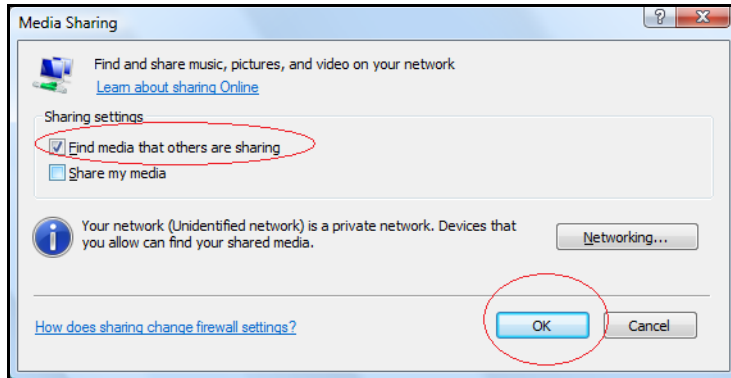 Media Sharing
Find and share music, pictures, and video on your network
Learn about sharing Online
Sharing settings
Find media that others are sharing
Share my media
Your network (Unidentified network) is a private network. Devices that
you allow can find your shared media.
Networking...
How does sharing change firewall settings?
OK
Cancel